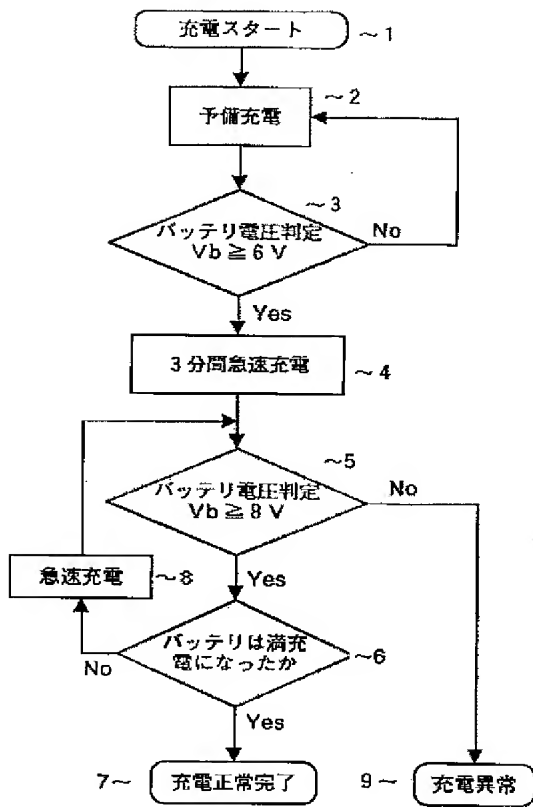 充電スタート ～1
予備充電 ～2
～3
バッテリ電圧判定
Vb ≧ 6 V
No
Yes
3分間急速充電 ～4
～5
バッテリ電圧判定
Vb ≧ 8 V
No
Yes
急速充電 ～8
バッテリは満充
電になったか
～6
No
Yes
7～ 充電正常完了
9～ 充電異常